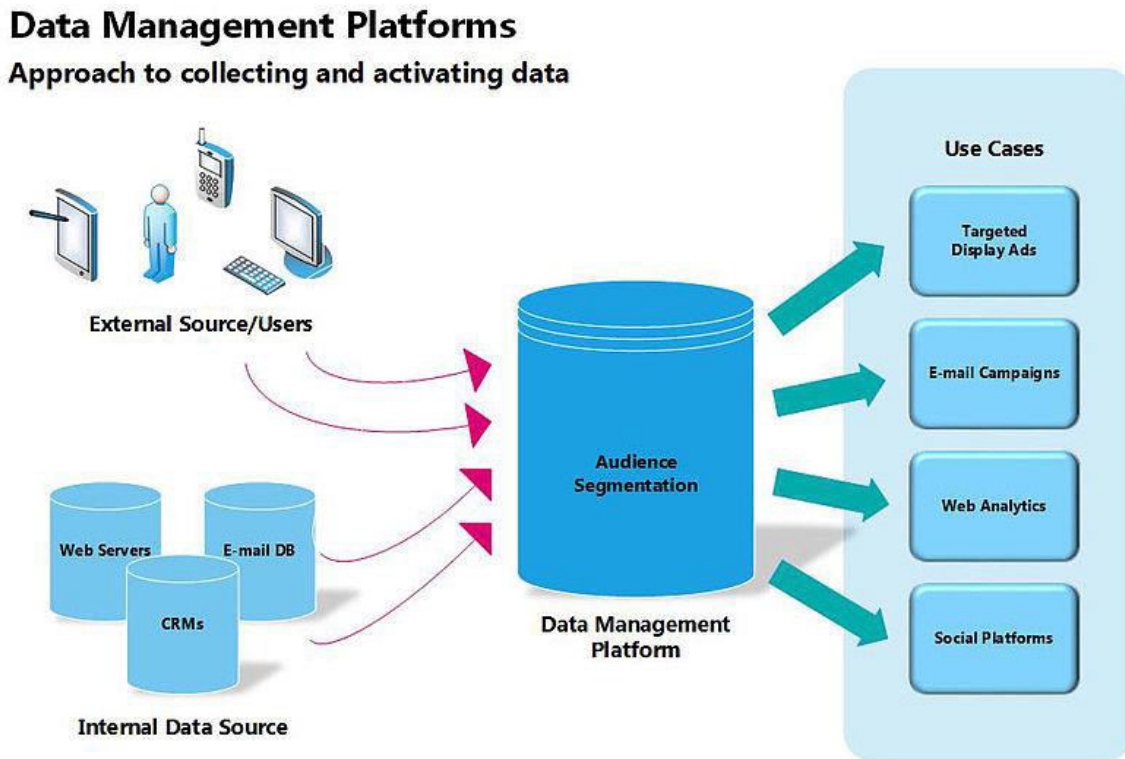 Data Management Platforms
Approach to collecting and activating data
External Source/Users
Web Servers
E-mail DB
CRMs
Internal Data Source
Audience
Segmentation
Data Management
Platform
Use Cases
Targeted
Display Ads
E-mail Campaigns
Web Analytics
Social Platforms